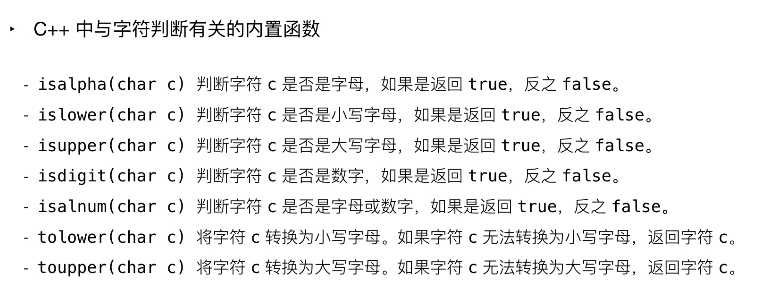 ‣ C++ 中与字符判断有关的内置函数
- isalpha(char c) 判断字符 c 是否是字母，如果是返回 true，反之 false。
- islower(char c) 判断字符 c 是否是小写字母，如果是返回 true，反之 false。
- isupper(char c) 判断字符 c 是否是大写字母，如果是返回 true，反之 false。
- isdigit(char c) 判断字符 c 是否是数字，如果是返回 true，反之 false。
- isalnum(char c) 判断字符 c 是否是字母或数字，如果是返回 true，反之 false。
- tolower(char c) 将字符 c 转换为小写字母。如果字符 c 无法转换为小写字母，返回字符 c。
- toupper(char c) 将字符 c 转换为大写字母。如果字符 c 无法转换为大写字母，返回字符 c。